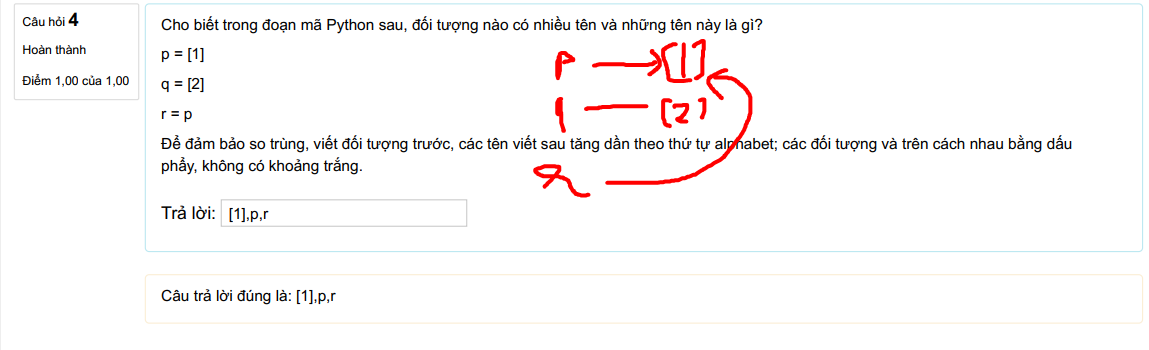 Câu hỏi 4
Hoàn thành
Điểm 1,00 của 1,00
Cho biết trong đoạn mã Python sau, đối tượng nào có nhiều tên và những tên này là gì?
p = [1]
q = [2]
r = p
p [1]
q [2]
r
Để đảm bảo so trùng, viết đối tượng trước, các tên viết sau tăng dần theo thứ tự alphabet; các đối tượng và trên cách nhau bằng dấu
phẩy, không có khoảng trắng.
Trả lời: [1],p,r
Câu trả lời đúng là: [1],p,r